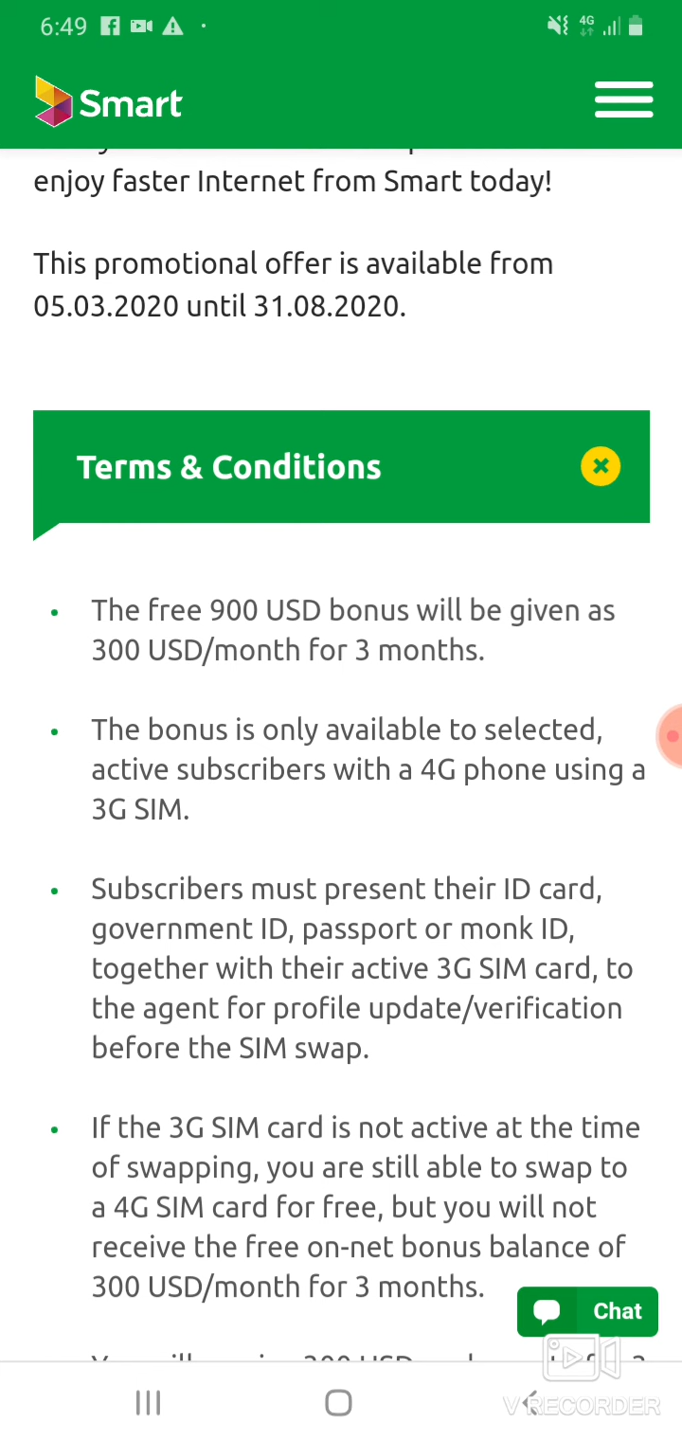 6:49
4G
Smart
enjoy faster Internet from Smart today!
This promotional offer is available from
05.03.2020 until 31.08.2020.
Terms & Conditions
• The free 900 USD bonus will be given as
300 USD/month for 3 months.
• The bonus is only available to selected,
active subscribers with a 4G phone using a
3G SIM.
• Subscribers must present their ID card,
government ID, passport or monk ID,
together with their active 3G SIM card, to
the agent for profile update/verification
before the SIM swap.
• If the 3G SIM card is not active at the time
of swapping, you are still able to swap to
a 4G SIM card for free, but you will not
receive the free on-net bonus balance of
300 USD/month for 3 months.
Chat
V RECORDER